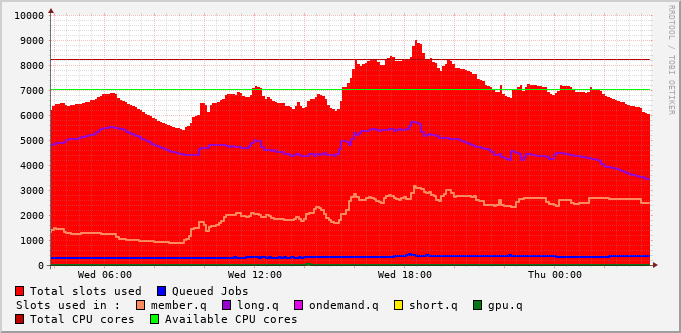 10000
9000
8000
7000
6000
5000
4000
3000
2000
1000
0
Wed 06:00 Wed 12:00 Wed 18:00 Thu 00:00
RRDTOOL / TOBI OETIKER
Total slots used Queued Jobs
Slots used in : member.q long.q ondemand.q short.q gpu.q
Total CPU cores Available CPU cores